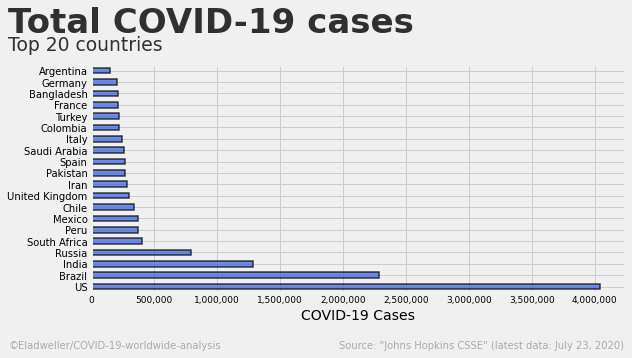 Total COVID-19 cases
Top 20 countries
Argentina
Germany
Bangladesh
France
Turkey
Colombia
Italy
Saudi Arabia
Spain
Pakistan
Iran
United Kingdom
Chile
Mexico
Peru
South Africa
Russia
India
Brazil
US
0 500,000 1,000,000 1,500,000 2,000,000 2,500,000 3,000,000 3,500,000 4,000,000
COVID-19 Cases
©Eladweller/COVID-19-worldwide-analysis Source: "Johns Hopkins CSSE" (latest data: July 23, 2020)